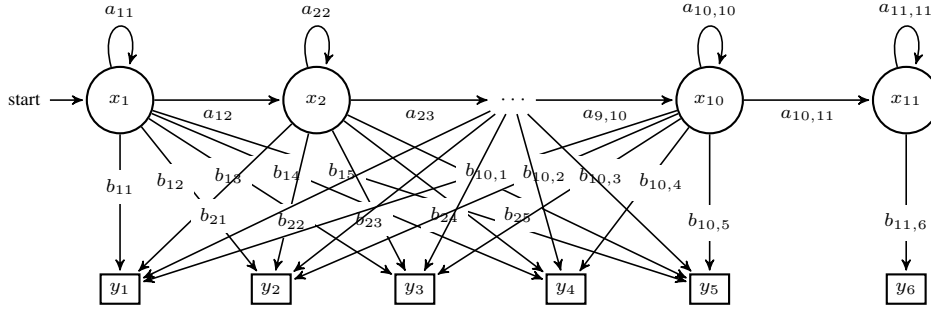 a₁₁ a₂₂ a₁₀,₁₀ a₁₁,₁₁
start x₁ x₂ ··· x₁₀ x₁₁
a₁₂ a₂₃ a₉,₁₀ a₁₀,₁₁
b₁₁ b₁₂ b₁₃ b₁₄ b₁₅ b₁₀,₁ b₁₀,₂ b₁₀,₃ b₁₀,₄
b₂₁ b₂₂ b₂₃ b₂₄ b₂₅ b₁₀,₅ b₁₁,₆
y₁ y₂ y₃ y₄ y₅ y₆